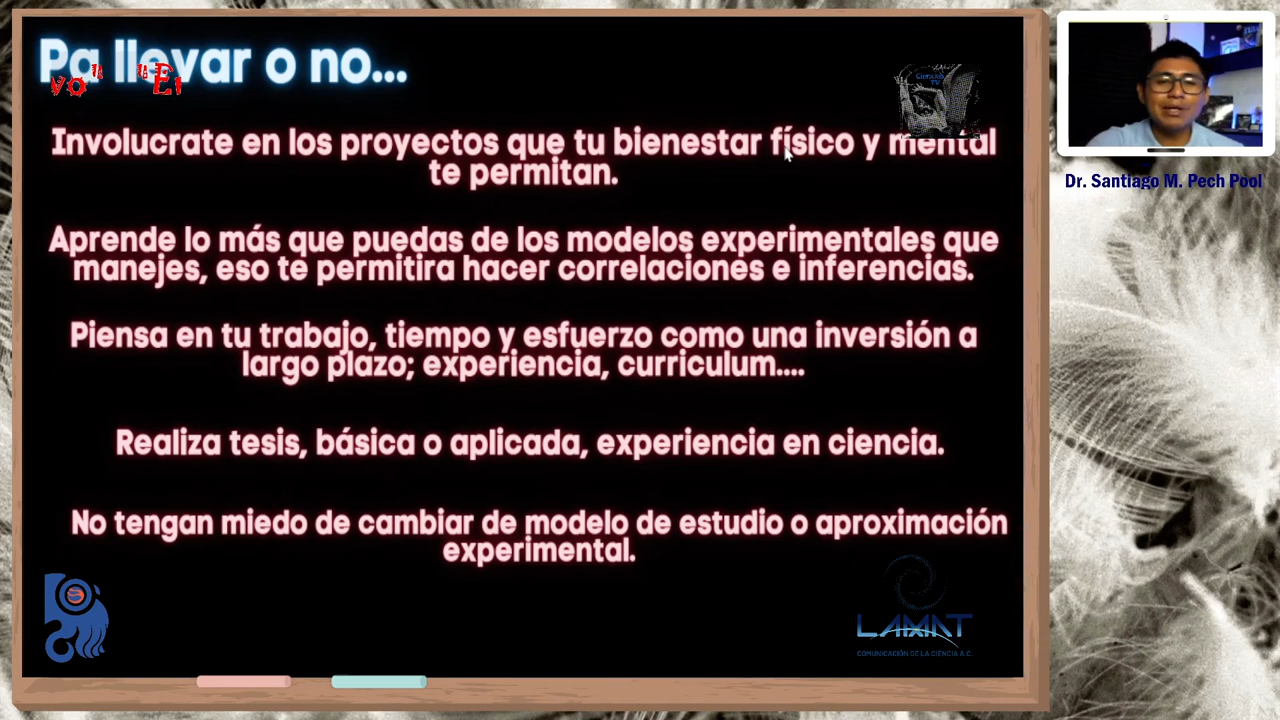 Pa llevar o no...
CienciaMX
TV
Involucrate en los proyectos que tu bienestar físico y mental
te permitan.
Dr. Santiago M. Pech Pool
Aprende lo más que puedas de los modelos experimentales que
manejes, eso te permitira hacer correlaciones e inferencias.
Piensa en tu trabajo, tiempo y esfuerzo como una inversión a
largo plazo; experiencia, curriculum....
Realiza tesis, básica o aplicada, experiencia en ciencia.
No tengan miedo de cambiar de modelo de estudio o aproximación
experimental.
LAMAT
COMUNICACIÓN DE LA CIENCIA A.C.